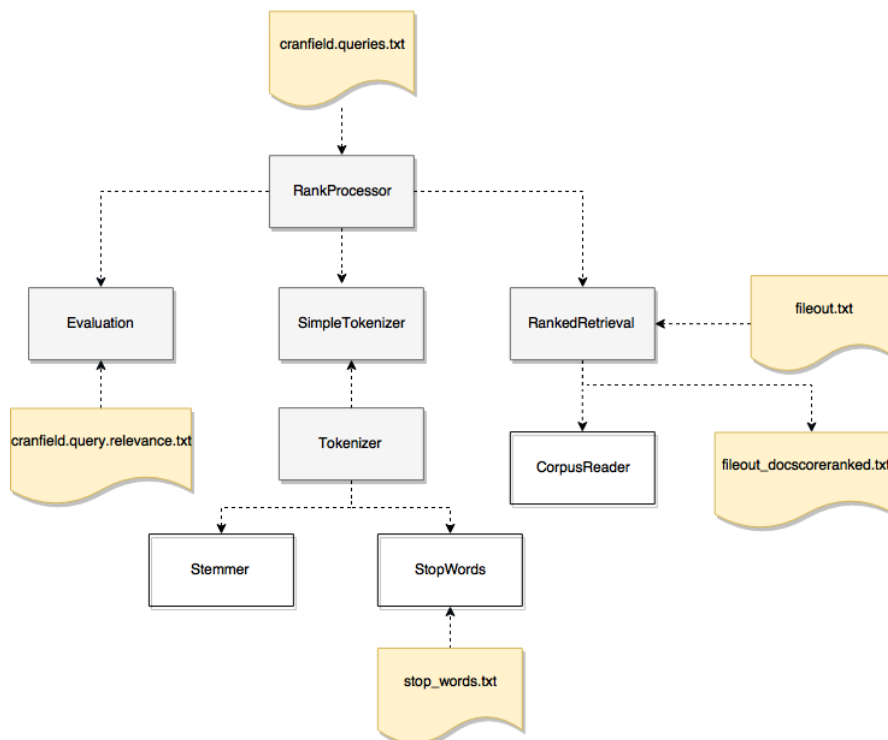 cranfield.queries.txt
RankProcessor
Evaluation
SimpleTokenizer
RankedRetrieval
fileout.txt
cranfield.query.relevance.txt
Tokenizer
CorpusReader
fileout_docscoreranked.txt
Stemmer
StopWords
stop_words.txt